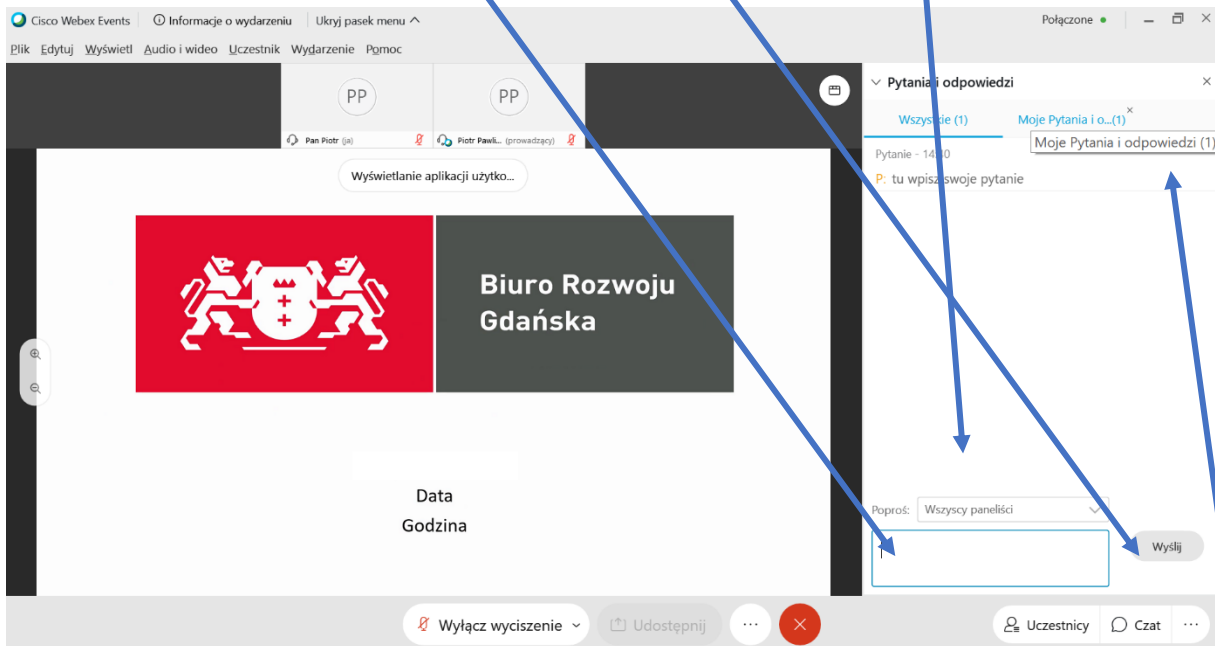 Cisco Webex Events Informacje o wydarzeniu Ukryj pasek menu Połączone
Plik Edytuj Wyświetl Audio i wideo Uczestnik Wydarzenie Pomoc
PP PP
Pan Piotr (ja) Piotr Pawli... (prowadzący)
Wyświetlanie aplikacji użytko...
Biuro Rozwoju
Gdańska
Data
Godzina
Pytania i odpowiedzi
Wszystkie (1) Moje Pytania i o...(1)
Moje Pytania i odpowiedzi (1)
Pytanie - 14:40
P: tu wpisz swoje pytanie
Poproś: Wszyscy paneliści
Wyślij
Wyłącz wyciszenie Udostępnij ... Uczestnicy Czat ...